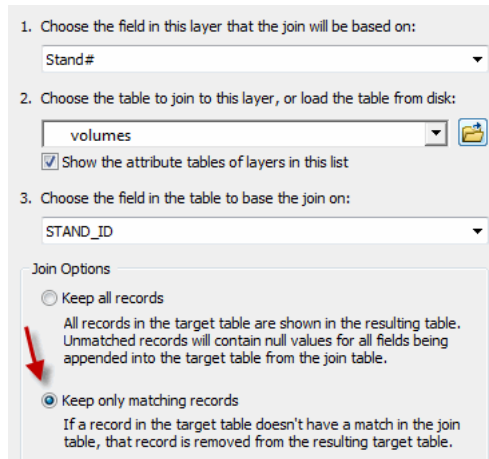 1. Choose the field in this layer that the join will be based on:
Stand#
2. Choose the table to join to this layer, or load the table from disk:
volumes
Show the attribute tables of layers in this list
3. Choose the field in the table to base the join on:
STAND_ID
Join Options
Keep all records
All records in the target table are shown in the resulting table.
Unmatched records will contain null values for all fields being
appended into the target table from the join table.
Keep only matching records
If a record in the target table doesn't have a match in the join
table, that record is removed from the resulting target table.